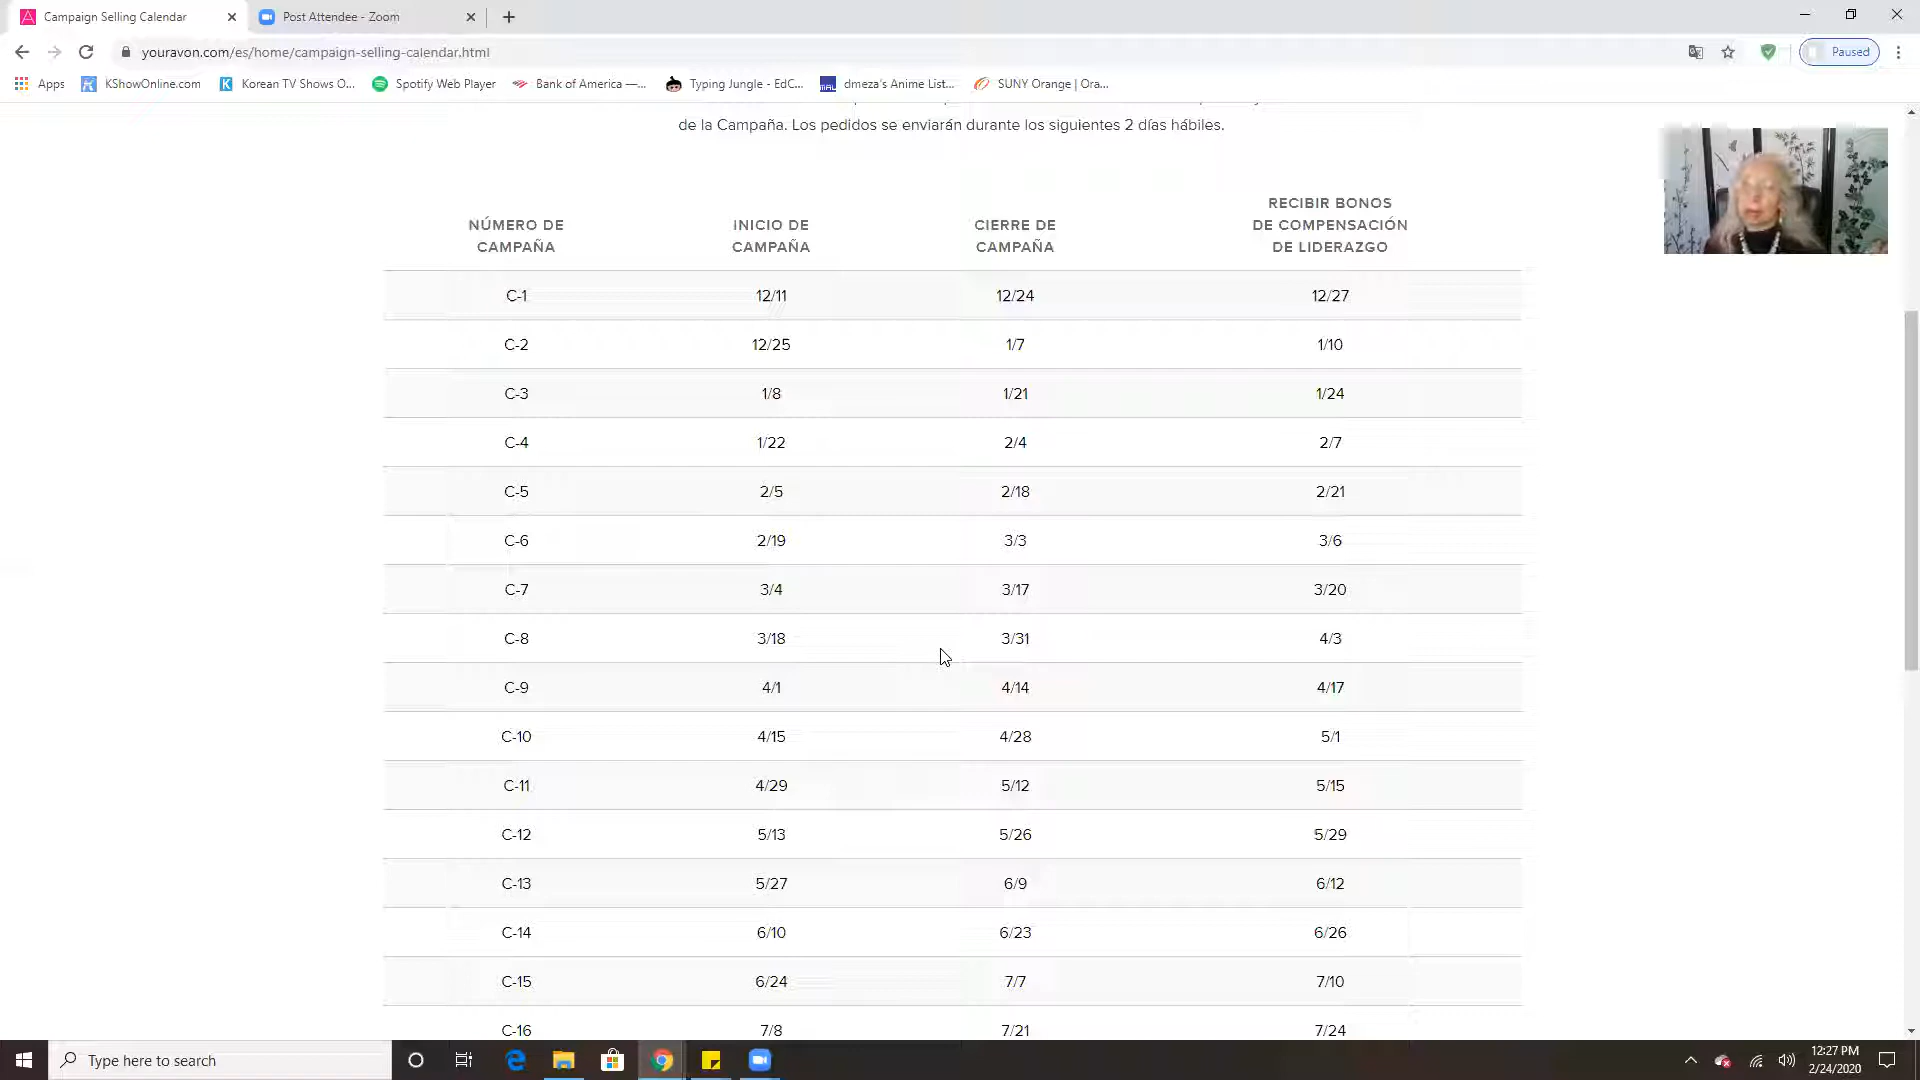 Campaign Selling Calendar
Post Attendee - Zoom
youravon.com/es/home/campaign-selling-calendar.html
Paused
Apps KShowOnline.com Korean TV Shows O... Spotify Web Player Bank of America —... Typing Jungle - EdC... dmeza's Anime List... SUNY Orange | Ora...
de la Campaña. Los pedidos se enviarán durante los siguientes 2 días hábiles.
NÚMERO DE CAMPAÑA INICIO DE CAMPAÑA CIERRE DE CAMPAÑA RECIBIR BONOS DE COMPENSACIÓN DE LIDERAZGO
C-1 12/11 12/24 12/27
C-2 12/25 1/7 1/10
C-3 1/8 1/21 1/24
C-4 1/22 2/4 2/7
C-5 2/5 2/18 2/21
C-6 2/19 3/3 3/6
C-7 3/4 3/17 3/20
C-8 3/18 3/31 4/3
C-9 4/1 4/14 4/17
C-10 4/15 4/28 5/1
C-11 4/29 5/12 5/15
C-12 5/13 5/26 5/29
C-13 5/27 6/9 6/12
C-14 6/10 6/23 6/26
C-15 6/24 7/7 7/10
C-16 7/8 7/21 7/24
Type here to search
12:27 PM
2/24/2020